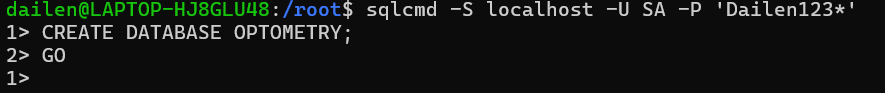 dailen@LAPTOP-HJ8GLU48:/root$ sqlcmd -S localhost -U SA -P 'Dailen123*'
1> CREATE DATABASE OPTOMETRY;
2> GO
1>